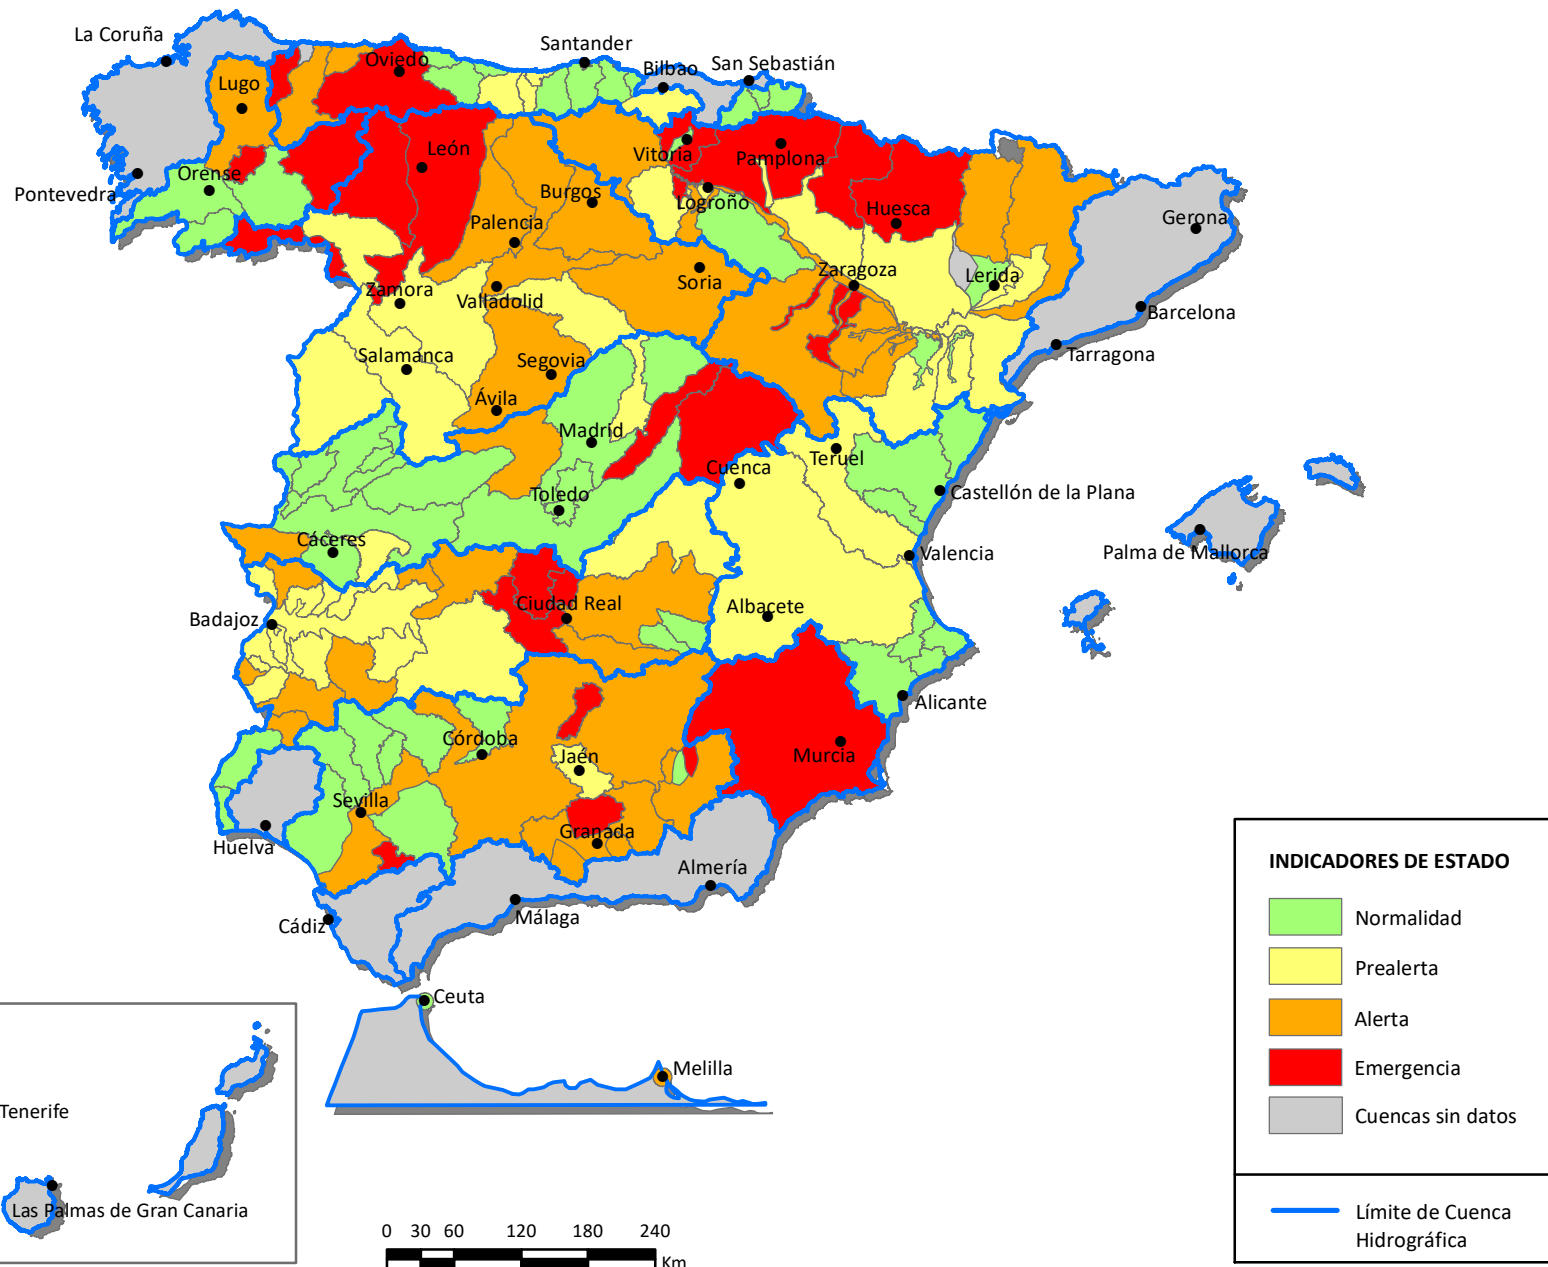 La Coruña
Santander
Oviedo
Bilbao
San Sebastián
Lugo
León
Vitoria
Pamplona
Orense
Pontevedra
Burgos
Logroño
Huesca
Gerona
Palencia
Soria
Zaragoza
Lerida
Zamora
Valladolid
Barcelona
Salamanca
Segovia
Tarragona
Ávila
Madrid
Teruel
Cuenca
Toledo
Castellón de la Plana
Cáceres
Valencia
Palma de Mallorca
Ciudad Real
Albacete
Badajoz
Alicante
Córdoba
Jaén
Murcia
Sevilla
Granada
Huelva
Almería
Cádiz
Málaga
Ceuta
Melilla
Tenerife
Las Palmas de Gran Canaria
0 30 60 120 180 240
Km
INDICADORES DE ESTADO
Normalidad
Prealerta
Alerta
Emergencia
Cuencas sin datos
Límite de Cuenca
Hidrográfica